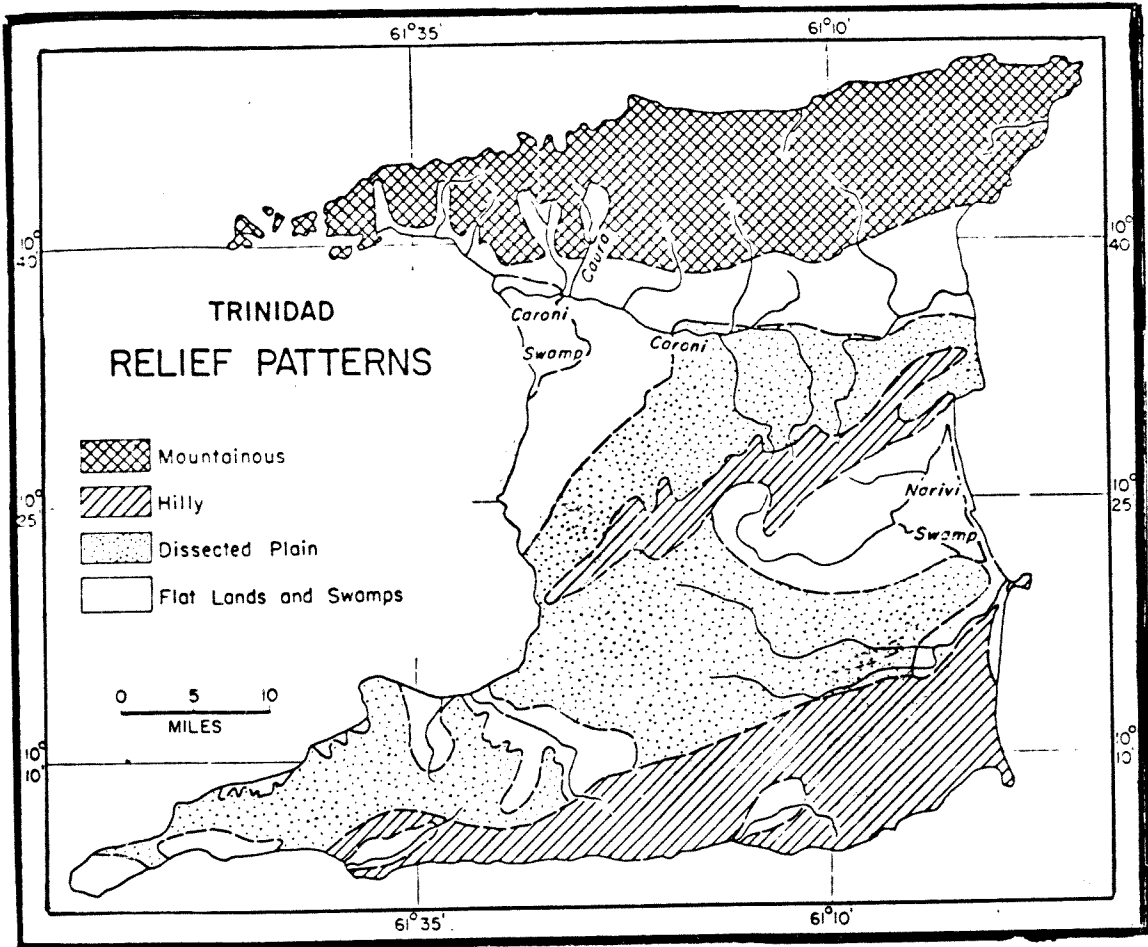 61°35'
61°10'
10°
40'
10°
40'
Caura
TRINIDAD
RELIEF PATTERNS
Caroni
Swamp
Caroni
Mountainous
Hilly
Dissected Plain
Flat Lands and Swamps
10°
25'
10°
25'
Narivi
Swamp
0 5 10
MILES
10°
10'
10°
10'
61°35'
61°10'